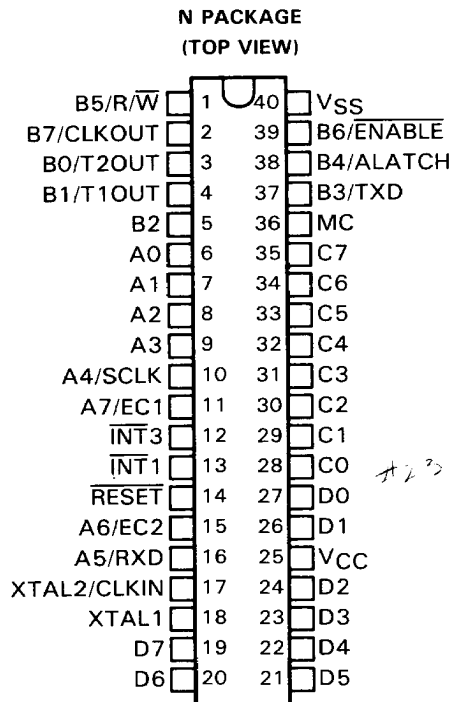 N PACKAGE
(TOP VIEW)
B5/R/W̅ 1 40 VSS
B7/CLKOUT 2 39 B6/E̅N̅A̅B̅L̅E̅
B0/T2OUT 3 38 B4/ALATCH
B1/T1OUT 4 37 B3/TXD
B2 5 36 MC
A0 6 35 C7
A1 7 34 C6
A2 8 33 C5
A3 9 32 C4
A4/SCLK 10 31 C3
A7/EC1 11 30 C2
I̅N̅T̅3 12 29 C1
I̅N̅T̅1 13 28 C0
R̅E̅S̅E̅T̅ 14 27 D0
A6/EC2 15 26 D1
A5/RXD 16 25 VCC
XTAL2/CLKIN 17 24 D2
XTAL1 18 23 D3
D7 19 22 D4
D6 20 21 D5